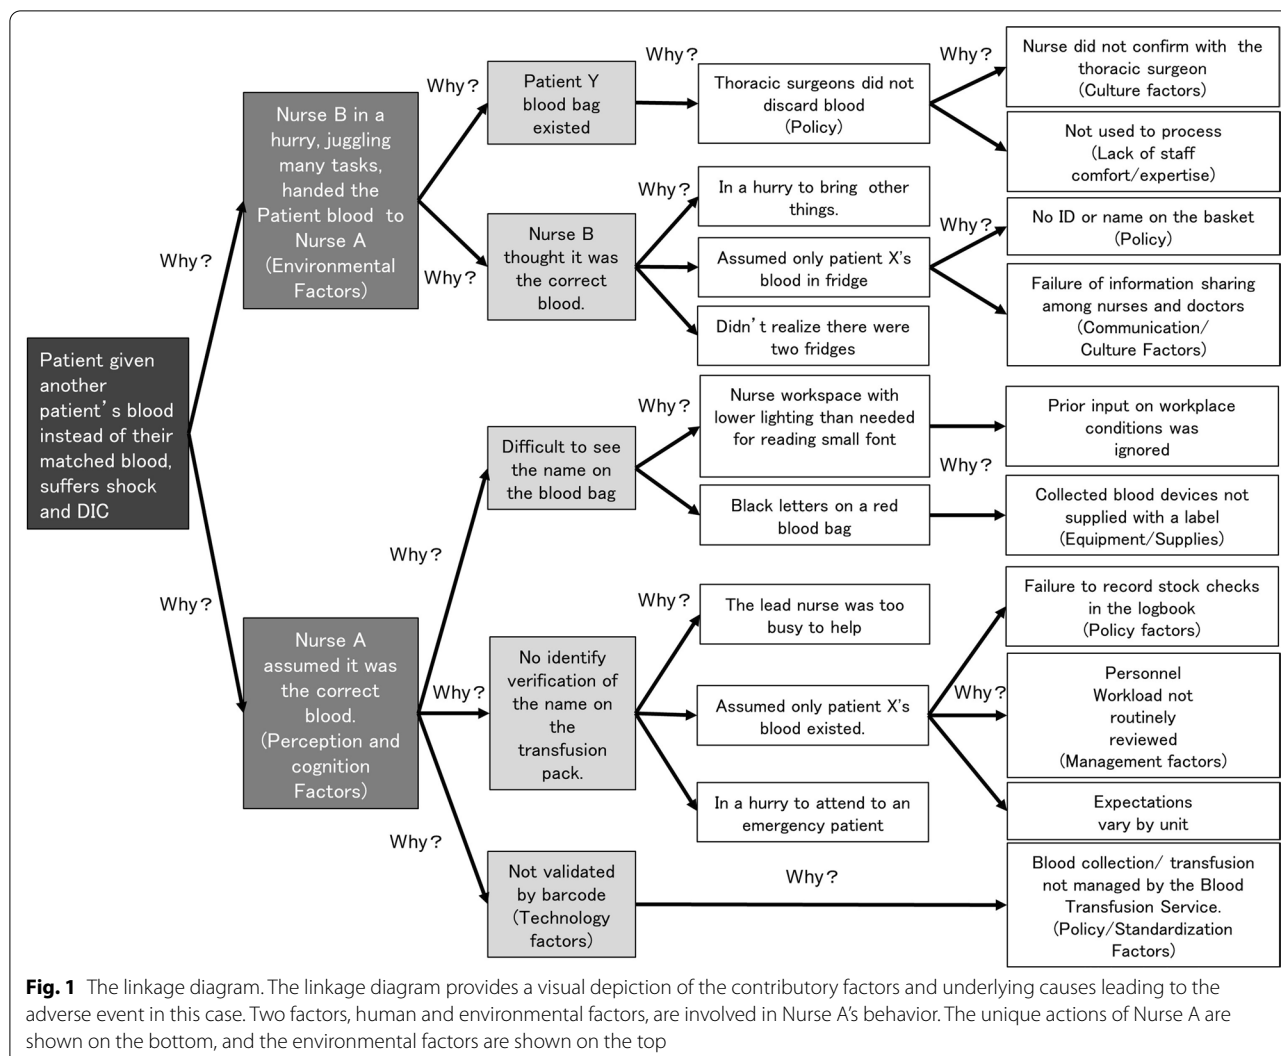 Why?
Why?
Nurse did not confirm with the
thoracic surgeon
(Culture factors)
Why?
Patient Y
blood bag
existed
Thoracic surgeons did not
discard blood
(Policy)
Nurse B in a
hurry, juggling
many tasks,
handed the
Patient blood to
Nurse A
(Environmental
Factors)
Not used to process
(Lack of staff
comfort/expertise)
Why?
In a hurry to bring other
things.
Why?
No ID or name on the basket
(Policy)
Why?
Why?
Nurse B
thought it was
the correct
blood.
Assumed only patient X's
blood in fridge
Failure of information sharing
among nurses and doctors
(Communication/
Culture Factors)
Didn't realize there were
two fridges
Patient given
another
patient's blood
instead of their
matched blood,
suffers shock
and DIC
Why?
Nurse workspace with
lower lighting than needed
for reading small font
Prior input on workplace
conditions was
ignored
Difficult to see
the name on
the blood bag
Why?
Black letters on a red
blood bag
Collected blood devices not
supplied with a label
(Equipment/Supplies)
Why?
Why?
Why?
The lead nurse was too
busy to help
Failure to record stock checks
in the logbook
(Policy factors)
Nurse A
assumed it was
the correct
blood.
(Perception and
cognition
Factors)
Why?
No identify
verification of
the name on
the
transfusion
pack.
Assumed only patient X's
blood existed.
Why?
Personnel
Workload not
routinely
reviewed
(Management factors)
In a hurry to attend to an
emergency patient
Expectations
vary by unit
Why?
Not validated
by barcode
(Technology
factors)
Why?
Blood collection/ transfusion
not managed by the Blood
Transfusion Service.
(Policy/Standardization
Factors)
Fig. 1 The linkage diagram. The linkage diagram provides a visual depiction of the contributory factors and underlying causes leading to the
adverse event in this case. Two factors, human and environmental factors, are involved in Nurse A's behavior. The unique actions of Nurse A are
shown on the bottom, and the environmental factors are shown on the top